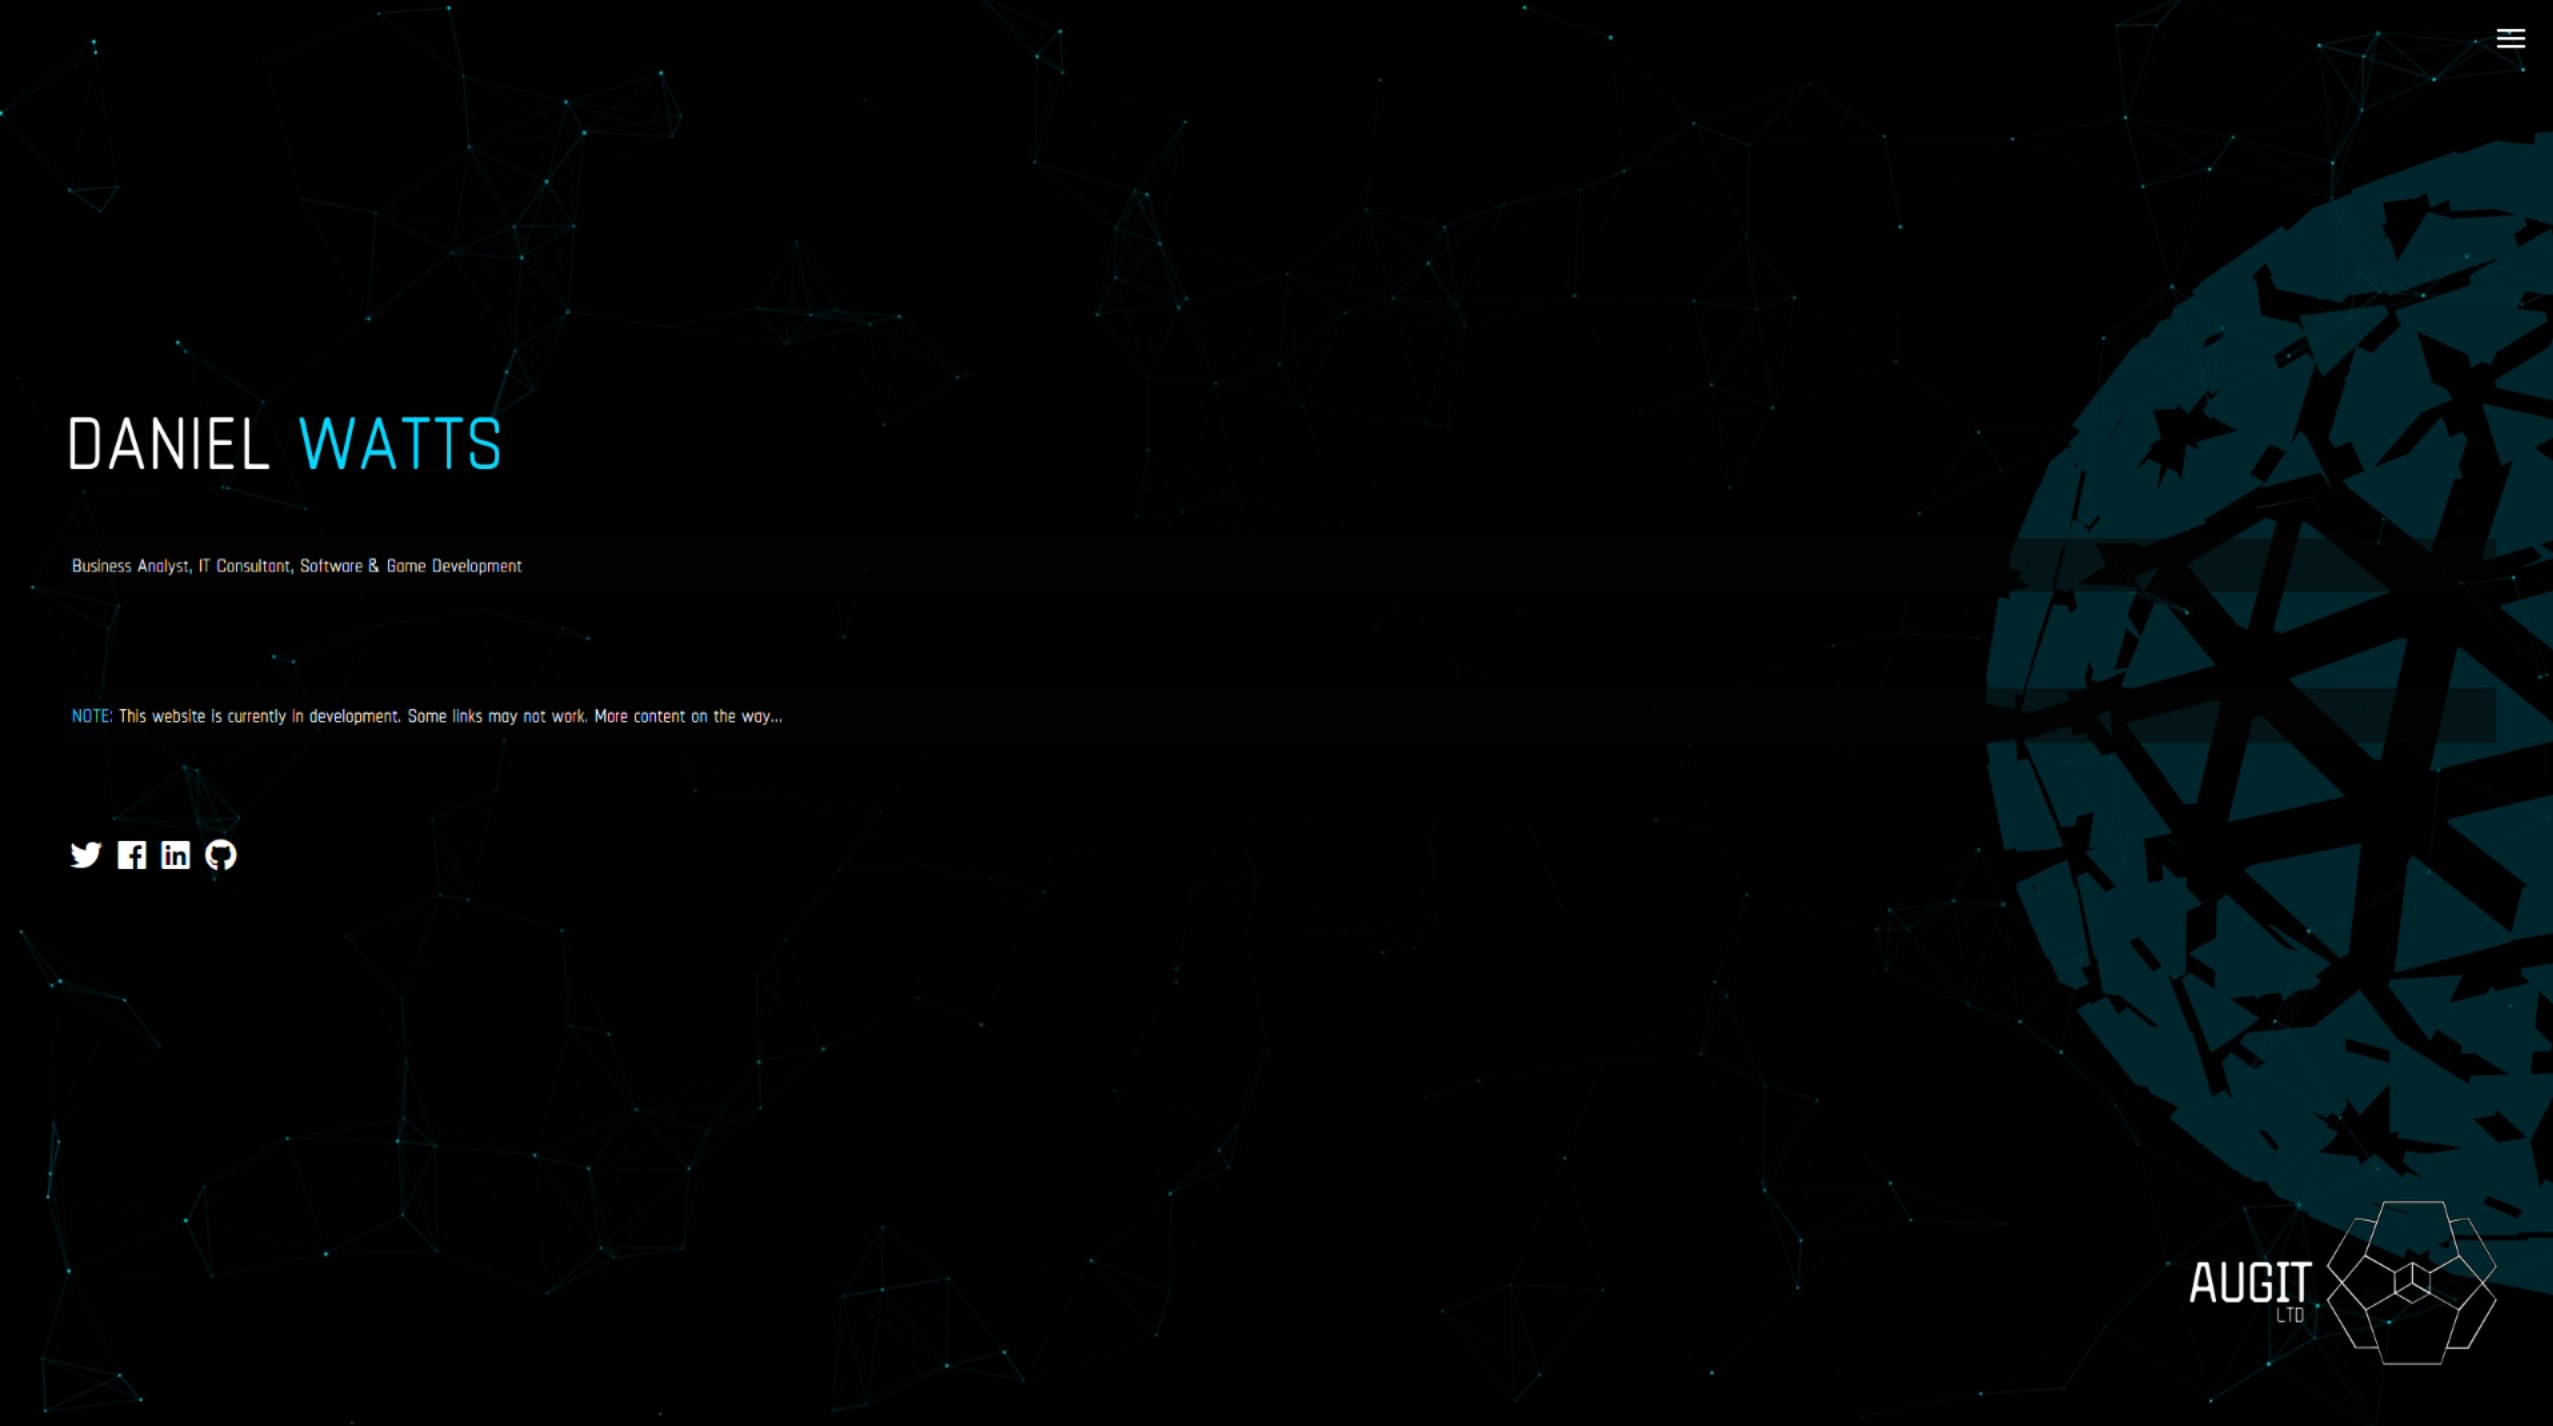 DANIEL WATTS
Business Analyst, IT Consultant, Software & Game Development
NOTE: This website is currently in development. Some links may not work. More content on the way...
AUGIT
LTD